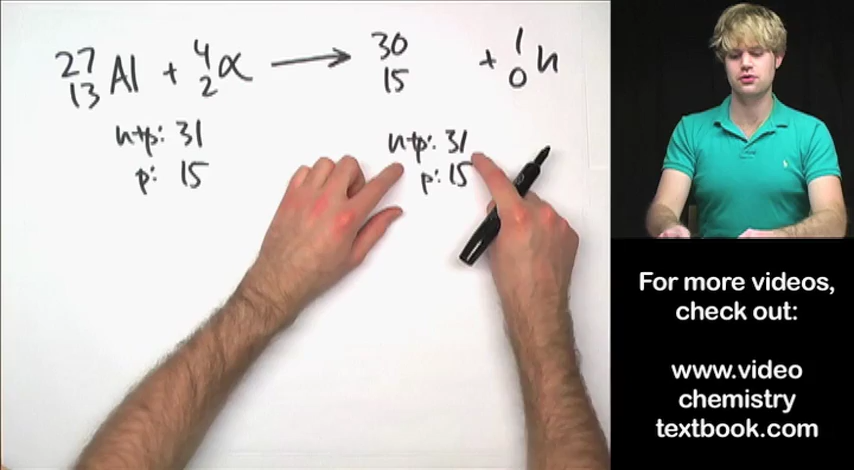 27 13 Al + 4 2 α → 30 15 + 1 0 n
n+p: 31
p: 15
n+p: 31
p: 15
For more videos,
check out:
www.video
chemistry
textbook.com